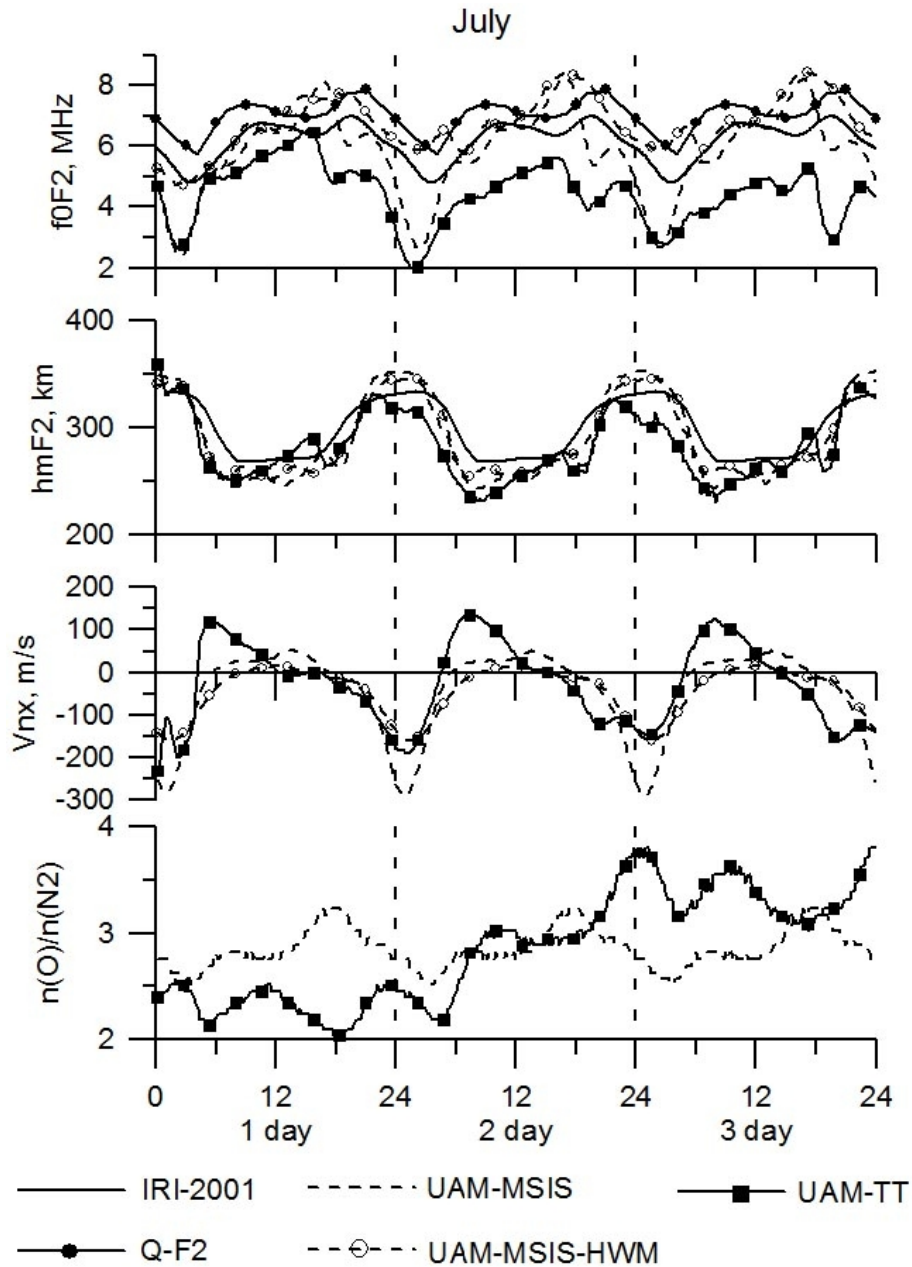 July
f0F2, MHz
8
6
4
2
hmF2, km
400
300
200
Vnx, m/s
200
100
0
-100
-200
-300
n(O)/n(N2)
4
3
2
0 12 24 12 24 12 24
1 day 2 day 3 day
IRI-2001 UAM-MSIS UAM-TT
Q-F2 UAM-MSIS-HWM